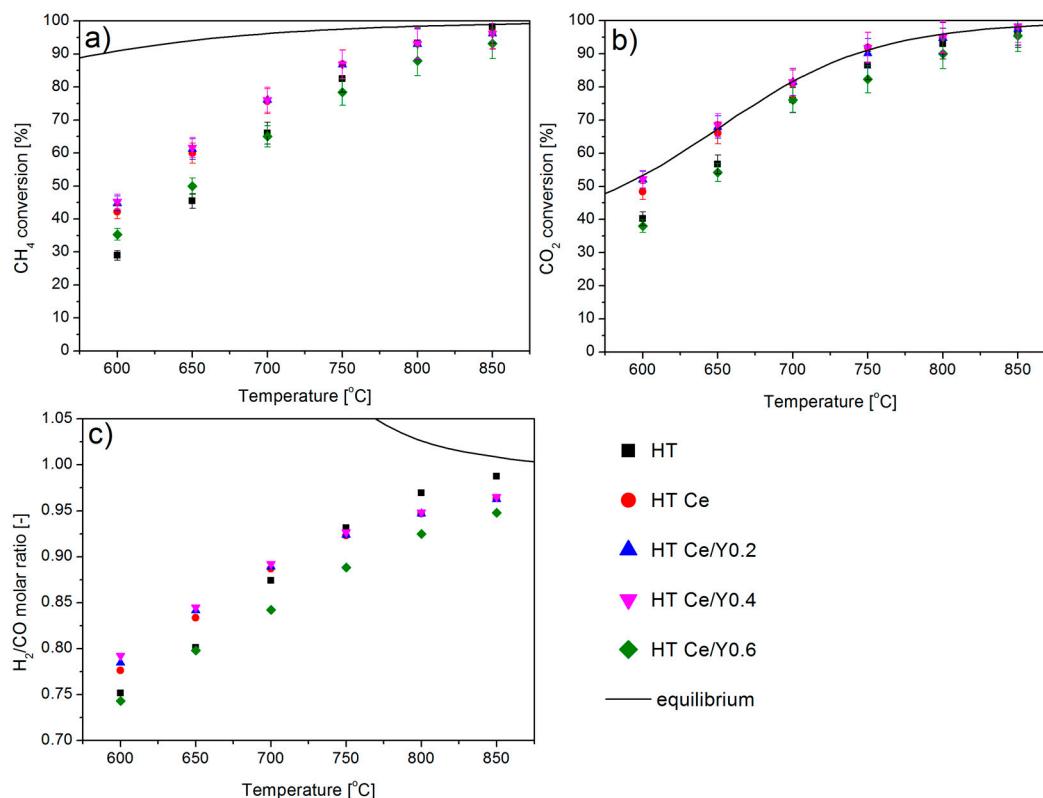 a)
100
90
80
70
60
50
40
30
20
10
0
CH4 conversion [%]
600 650 700 750 800 850
Temperature [°C]
b)
100
90
80
70
60
50
40
30
20
10
0
CO2 conversion [%]
600 650 700 750 800 850
Temperature [°C]
c)
1.05
1.00
0.95
0.90
0.85
0.80
0.75
0.70
H2/CO molar ratio [-]
600 650 700 750 800 850
Temperature [°C]
HT
HT Ce
HT Ce/Y0.2
HT Ce/Y0.4
HT Ce/Y0.6
equilibrium